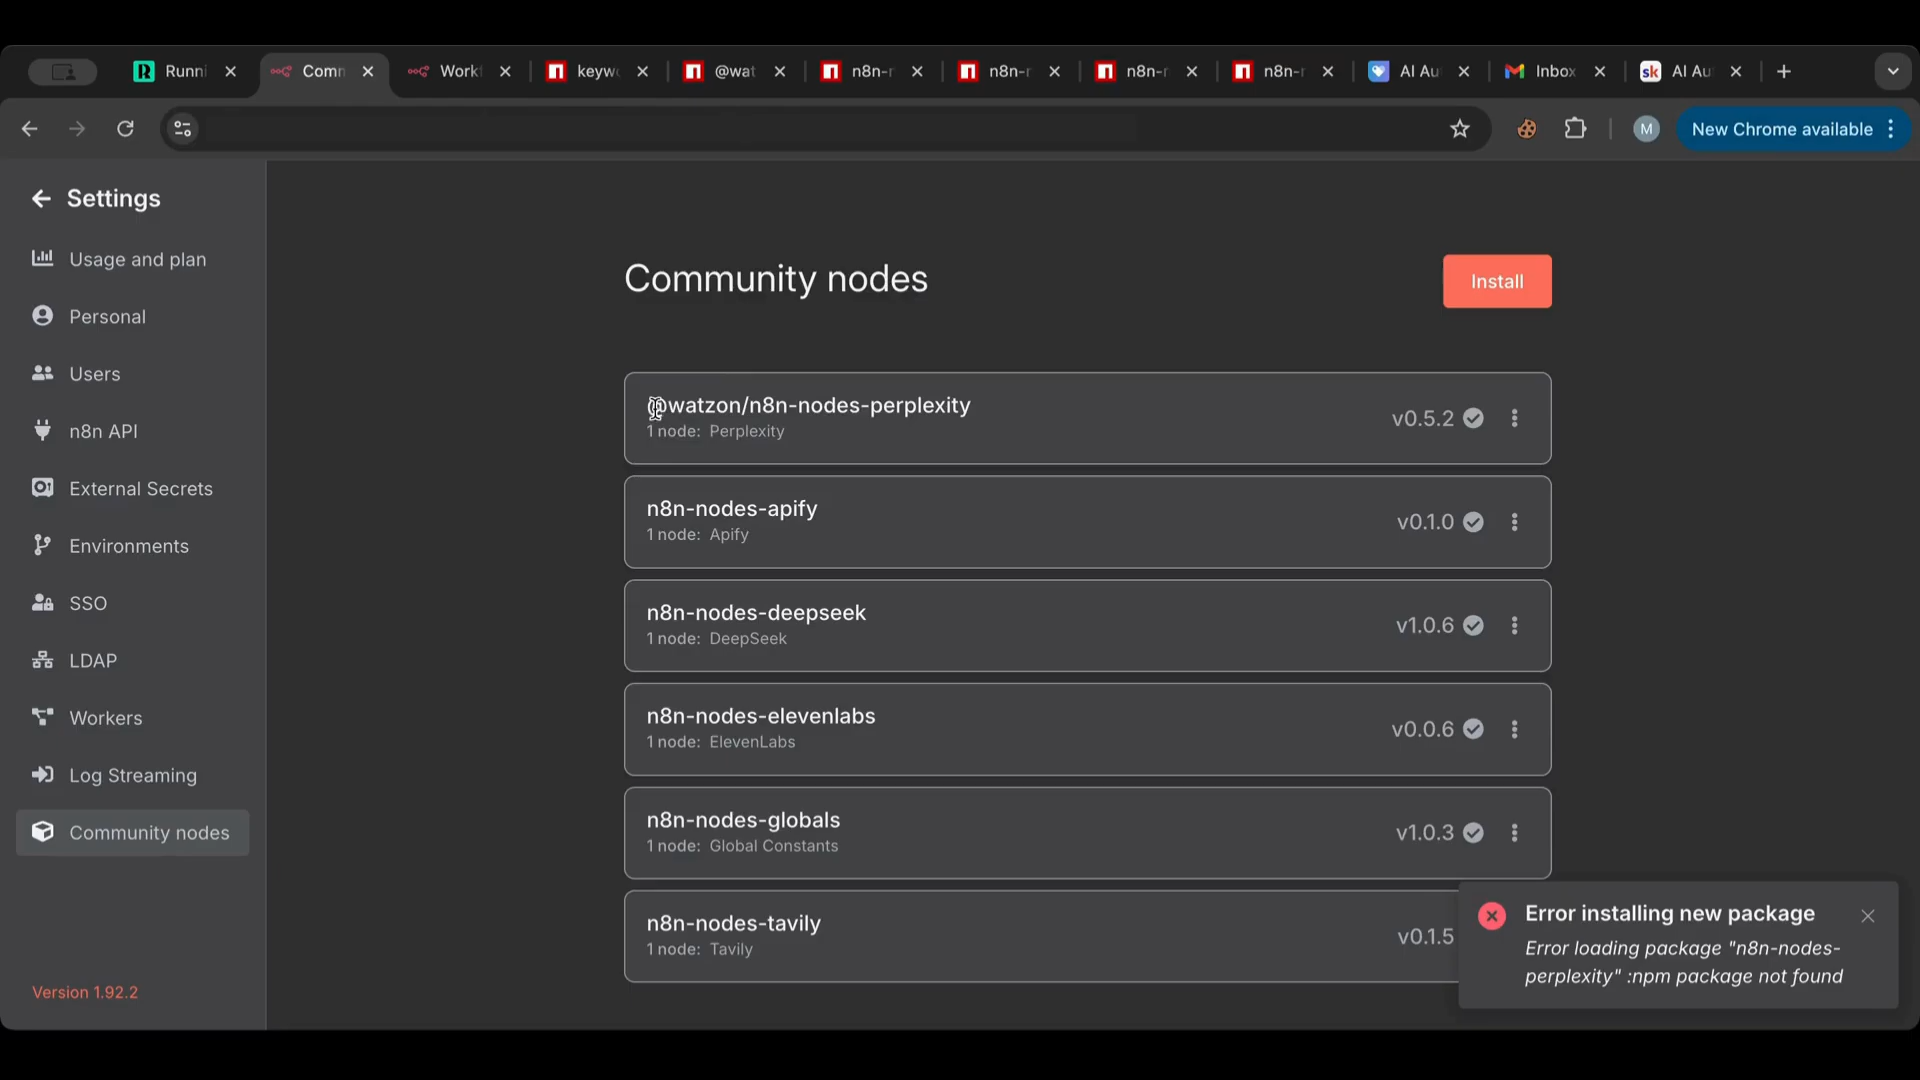 Runni
Comm
Workf
keywo
@wat
n8n-n
n8n-n
n8n-n
n8n-n
AI Au
Inbox
sk
AI Au
M
New Chrome available
Settings
Usage and plan
Personal
Users
n8n API
External Secrets
Environments
SSO
LDAP
Workers
Log Streaming
Community nodes
Version 1.92.2
Community nodes
Install
@watzon/n8n-nodes-perplexity
1 node: Perplexity
v0.5.2
n8n-nodes-apify
1 node: Apify
v0.1.0
n8n-nodes-deepseek
1 node: DeepSeek
v1.0.6
n8n-nodes-elevenlabs
1 node: ElevenLabs
v0.0.6
n8n-nodes-globals
1 node: Global Constants
v1.0.3
n8n-nodes-tavily
1 node: Tavily
v0.1.5
Error installing new package
Error loading package "n8n-nodes-
perplexity" :npm package not found